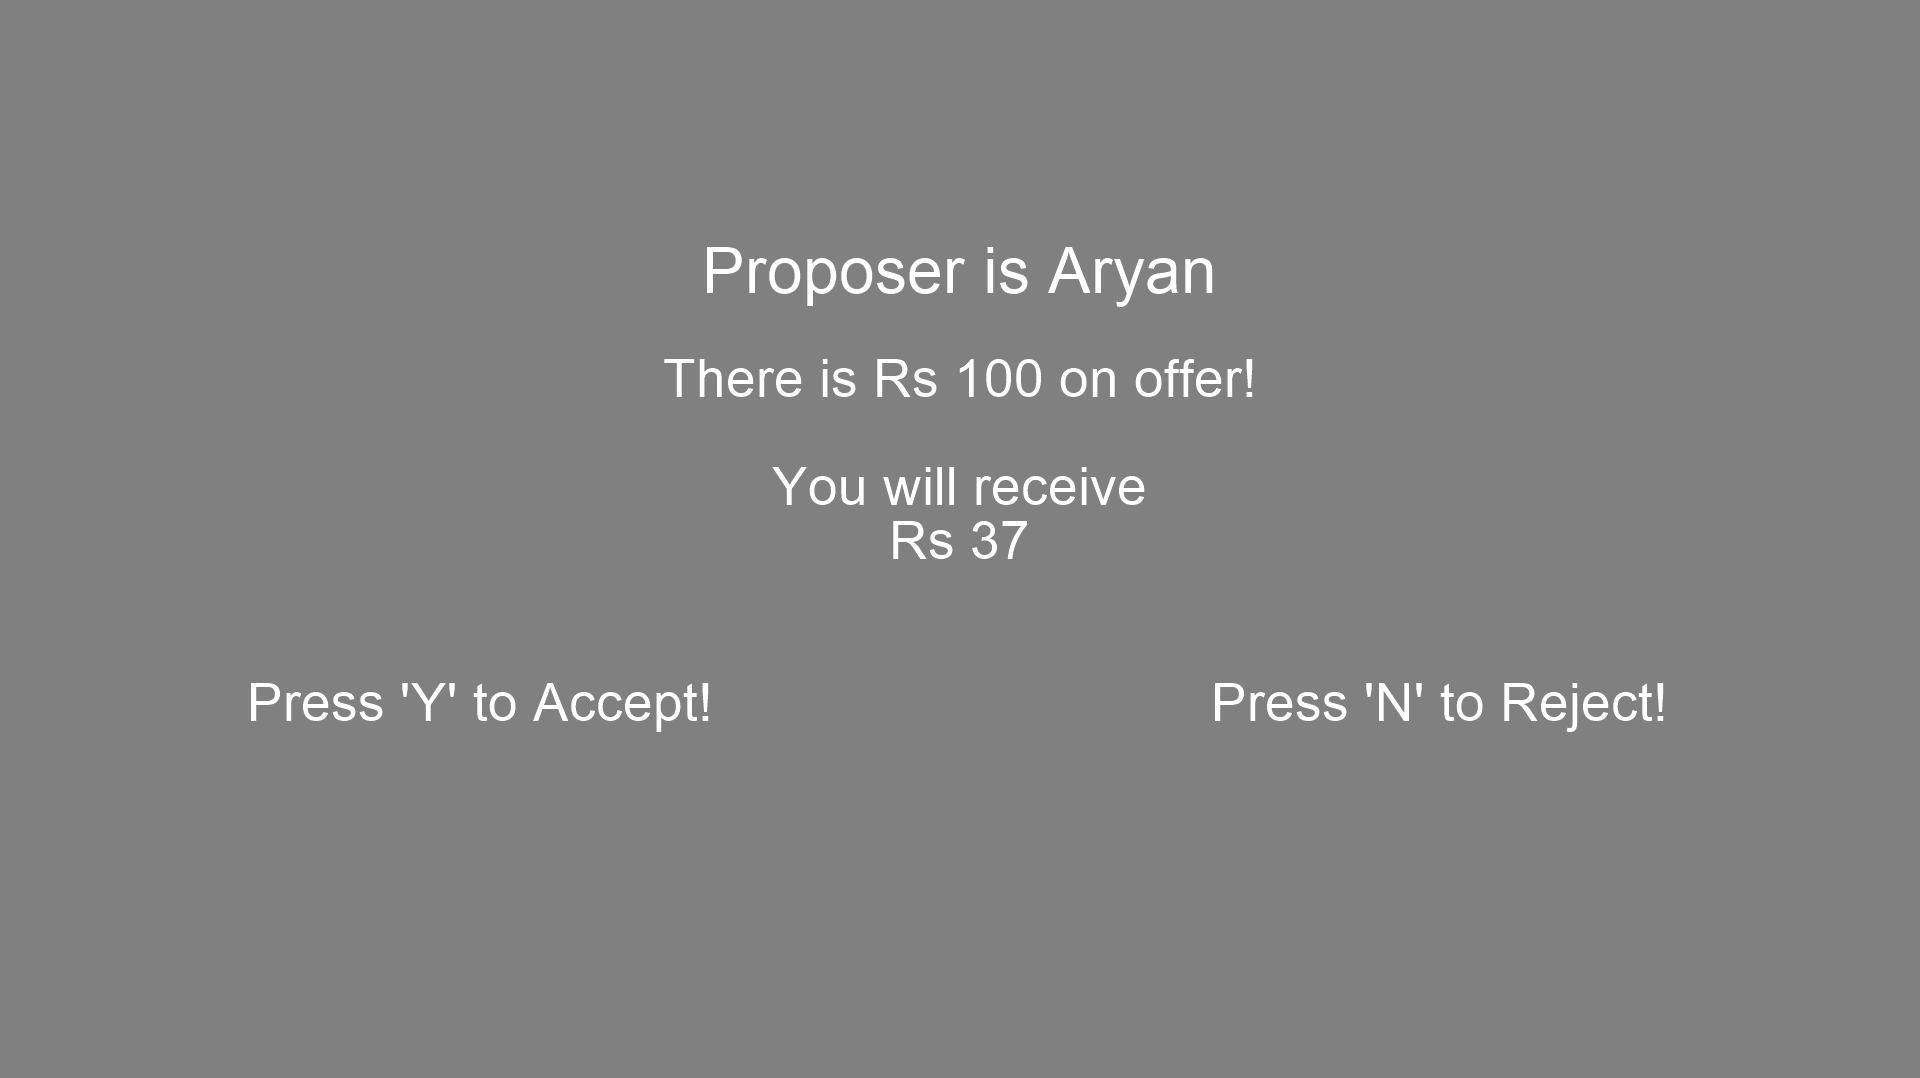 Proposer is Aryan
There is Rs 100 on offer!
You will receive
Rs 37
Press 'Y' to Accept!
Press 'N' to Reject!